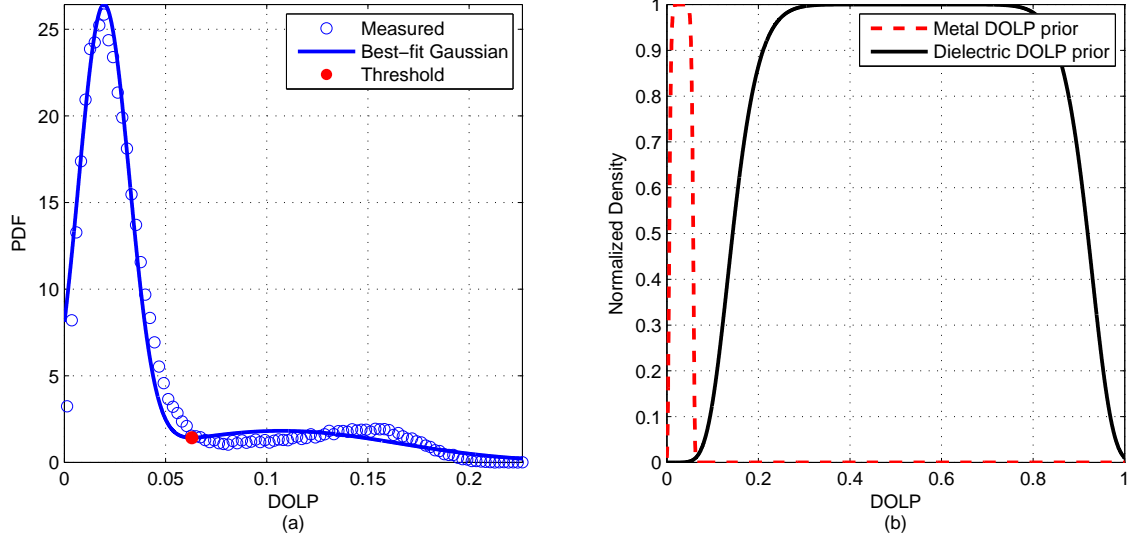 Measured
Best–fit Gaussian
Threshold
PDF
25
20
15
10
5
0
0
0.05
0.1
0.15
0.2
DOLP
(a)
Metal DOLP prior
Dielectric DOLP prior
Normalized Density
1
0.9
0.8
0.7
0.6
0.5
0.4
0.3
0.2
0.1
0
0
0.2
0.4
0.6
0.8
1
DOLP
(b)